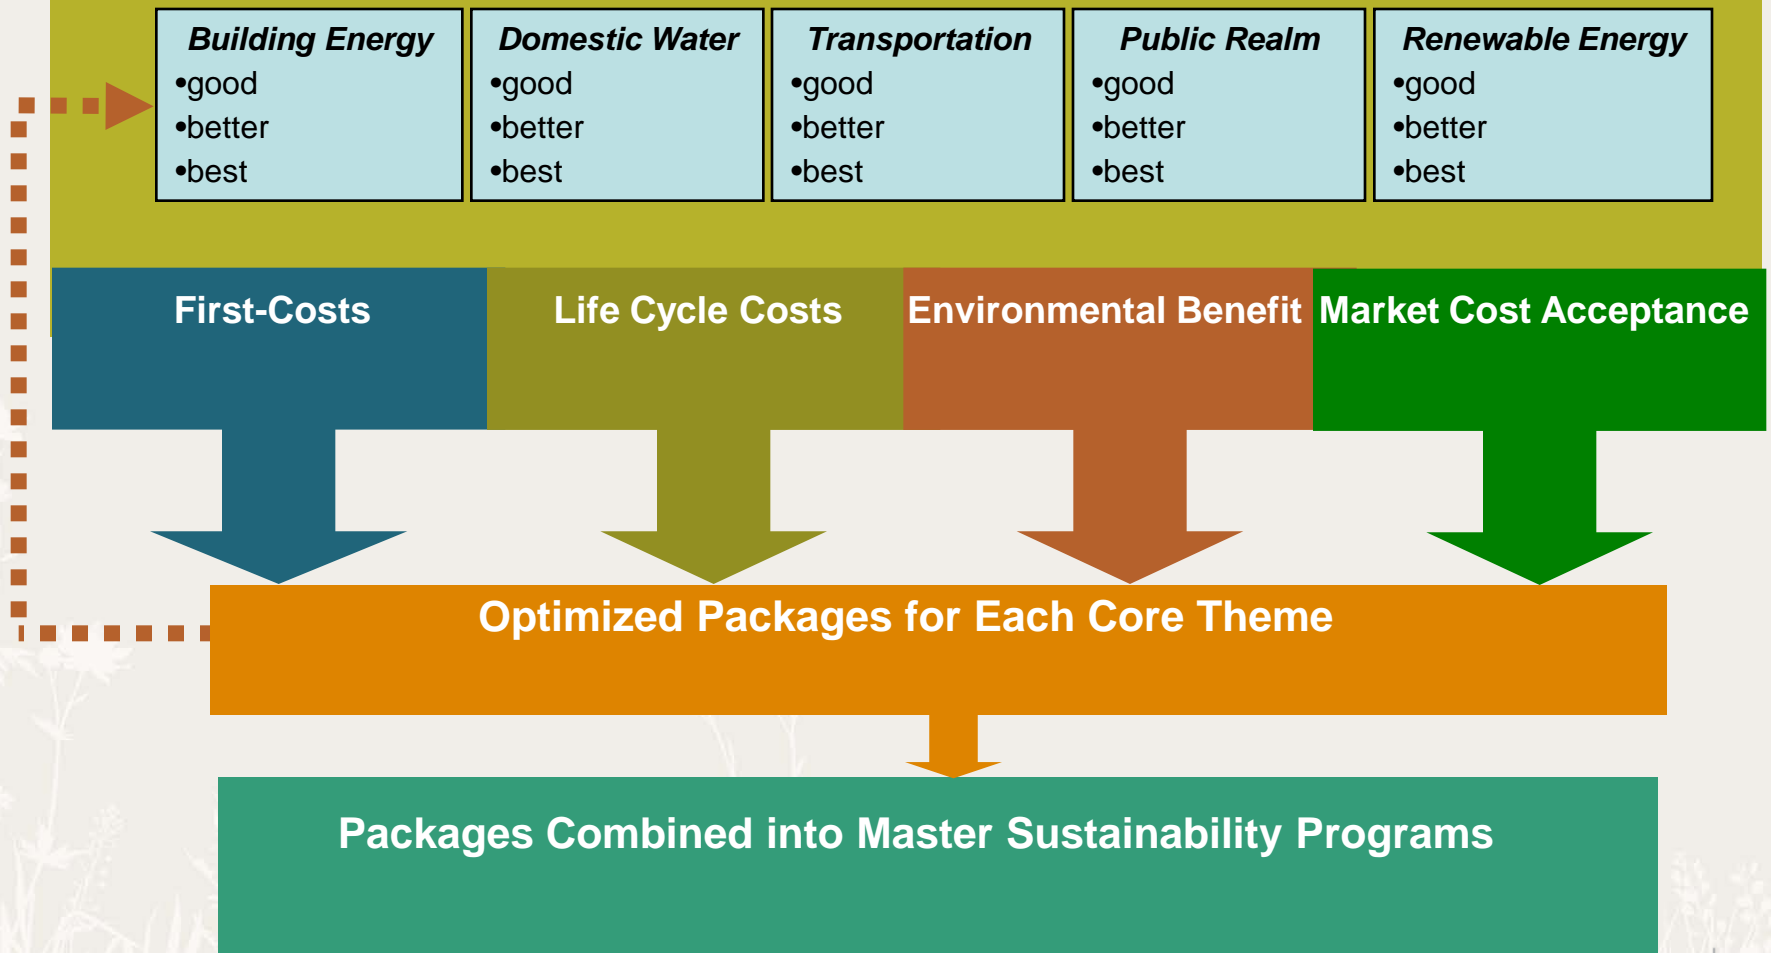 Building Energy
•good
•better
•best
Domestic Water
•good
•better
•best
Transportation
•good
•better
•best
Public Realm
•good
•better
•best
Renewable Energy
•good
•better
•best
First-Costs
Life Cycle Costs
Environmental Benefit
Market Cost Acceptance
Optimized Packages for Each Core Theme
Packages Combined into Master Sustainability Programs